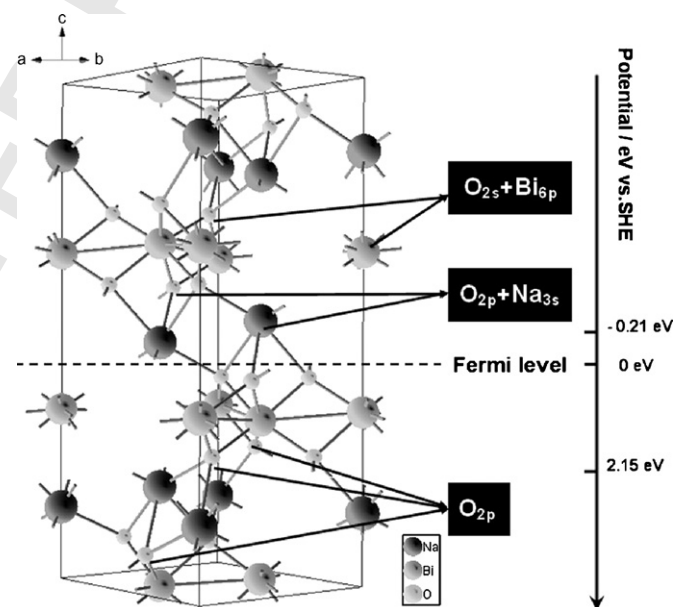 c
a b
Potential / eV vs.SHE
O2s+Bi6p
O2p+Na3s
-0.21 eV
Fermi level
0 eV
2.15 eV
O2p
Na
Bi
O